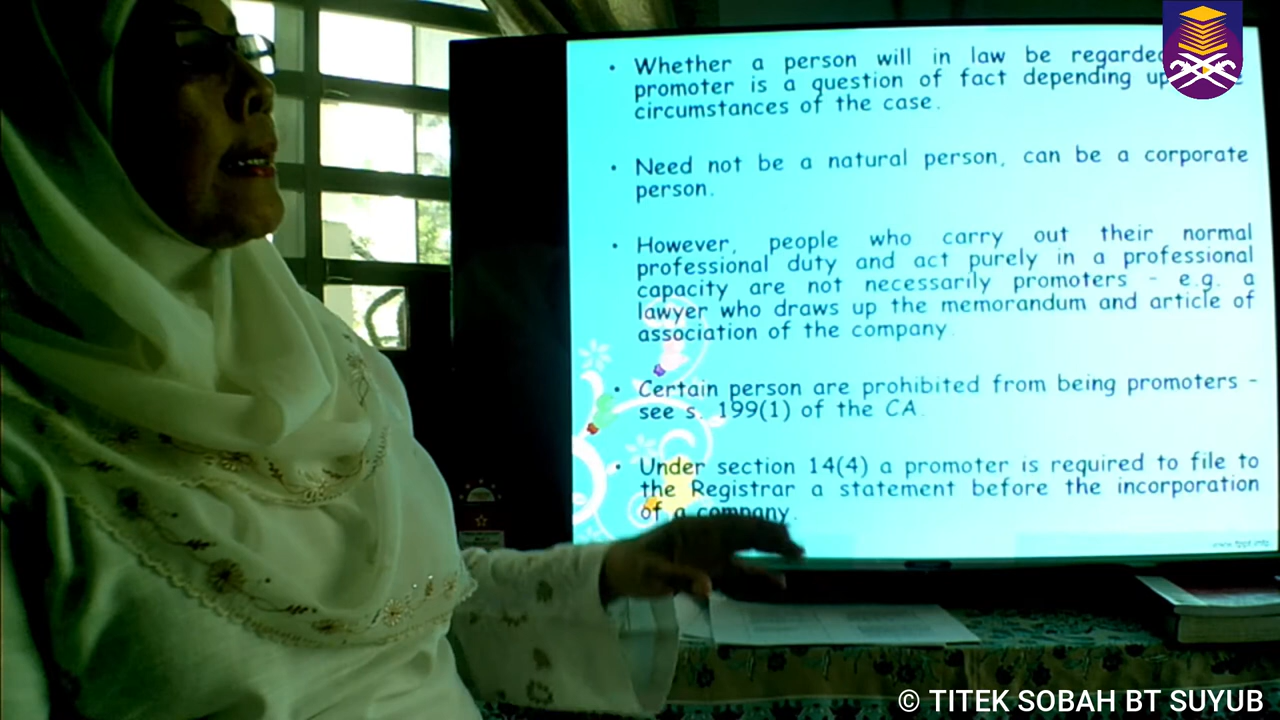 • Whether a person will in law be regarded
promoter is a question of fact depending
circumstances of the case.
• Need not be a natural person, can be a corporate
person.
• However, people who carry out their normal
professional duty and act purely in a professional
capacity are not necessarily promoters - e.g. a
lawyer who draws up the memorandum and article of
association of the company.
• Certain person are prohibited from being promoters -
see s. 199(1) of the CA.
• Under section 14(4) a promoter is required to file to
the Registrar a statement before the incorporation
of a company.
© TITEK SOBAH BT SUYUB